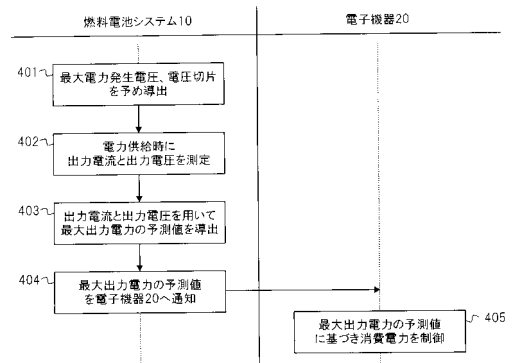 燃料電池システム10
電子機器20
401
最大電力発生電圧、電圧切片
を予め導出
402
電力供給時に
出力電流と出力電圧を測定
403
出力電流と出力電圧を用いて
最大出力電力の予測値を導出
404
最大出力電力の予測値
を電子機器20へ通知
405
最大出力電力の予測値
に基づき消費電力を制御